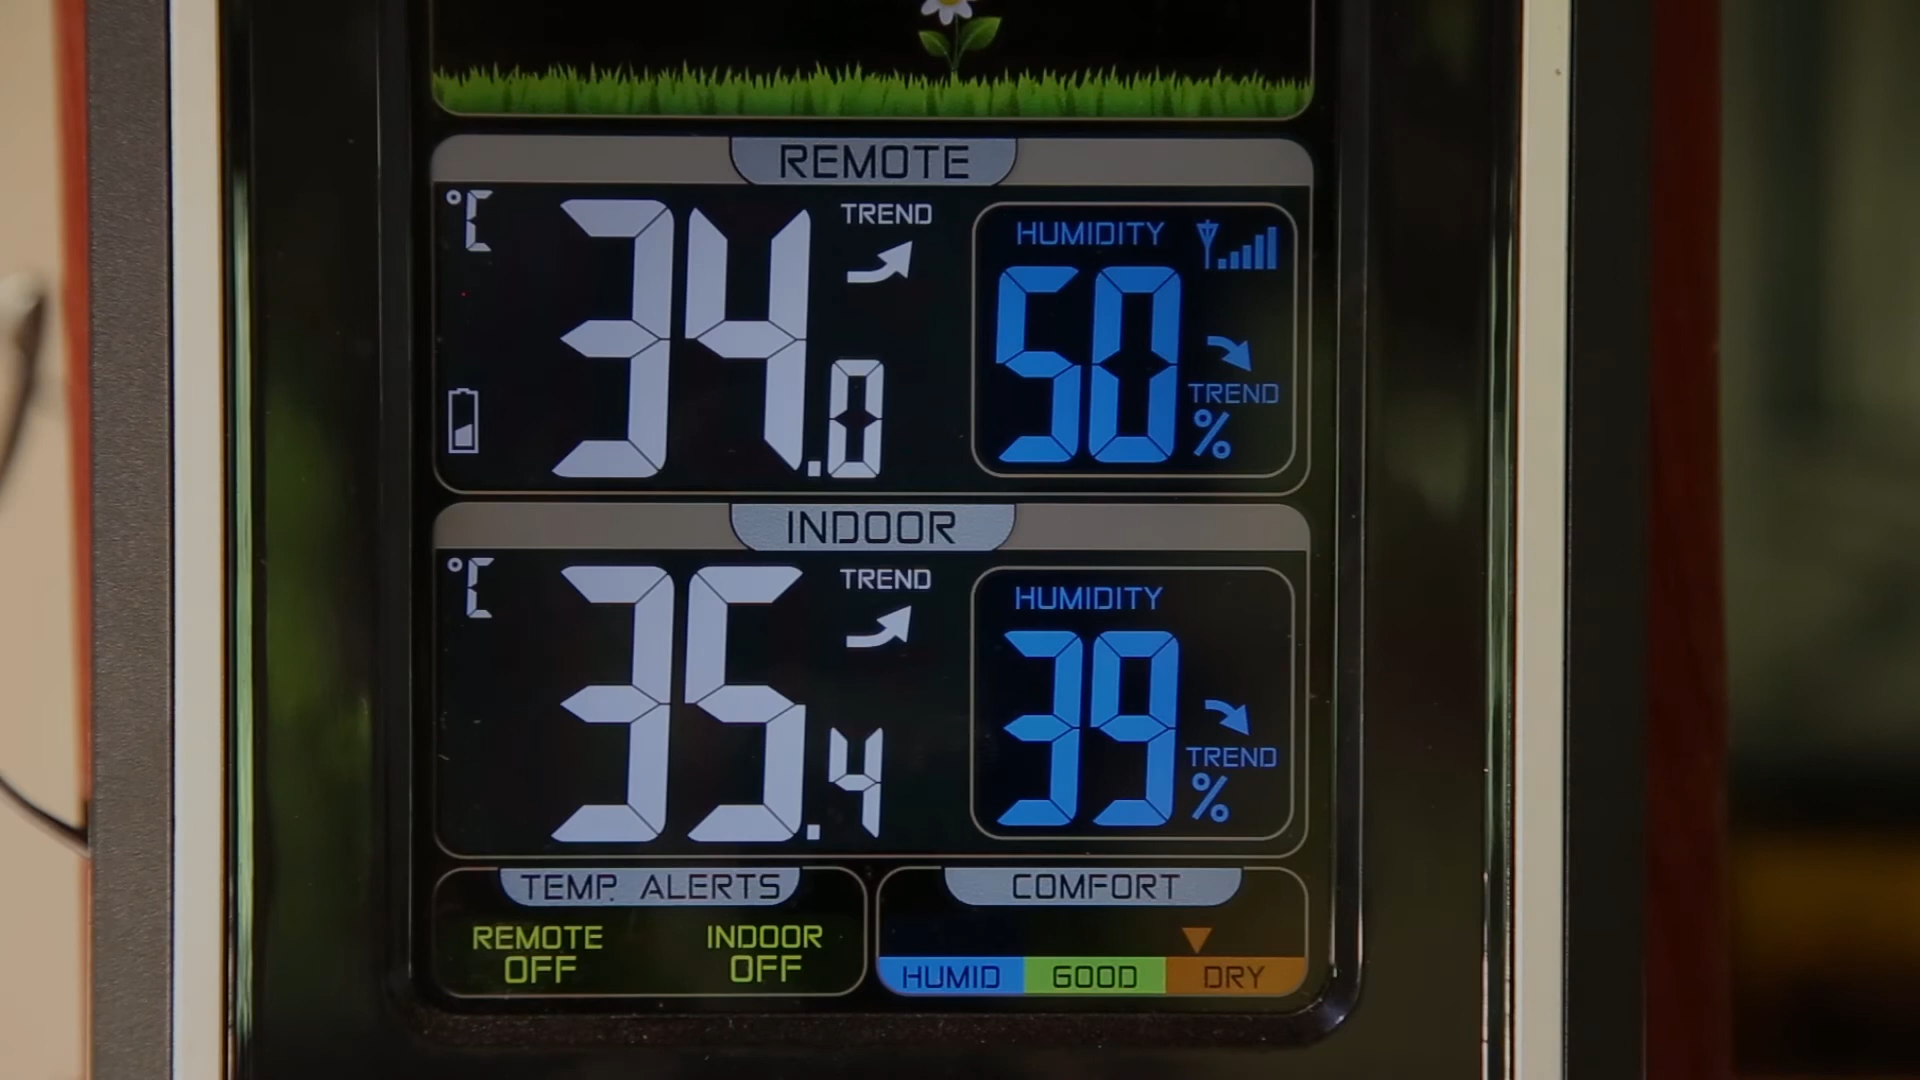 REMOTE
°C 34.0 TREND
HUMIDITY
50 TREND
%
INDOOR
°C 35.4 TREND
HUMIDITY
39 TREND
%
TEMP. ALERTS
REMOTE OFF
INDOOR OFF
COMFORT
HUMID GOOD DRY